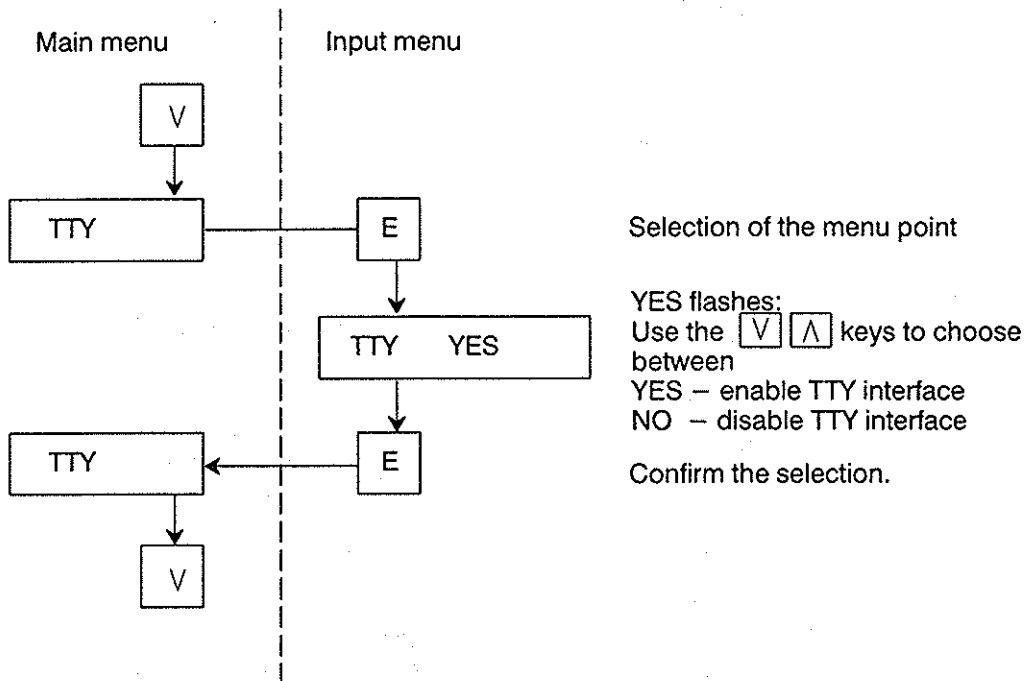 Main menu
Input menu
V
TTY
E
Selection of the menu point
YES flashes:
Use the V Λ keys to choose
between
YES – enable TTY interface
NO – disable TTY interface
TTY YES
TTY
E
Confirm the selection.
V